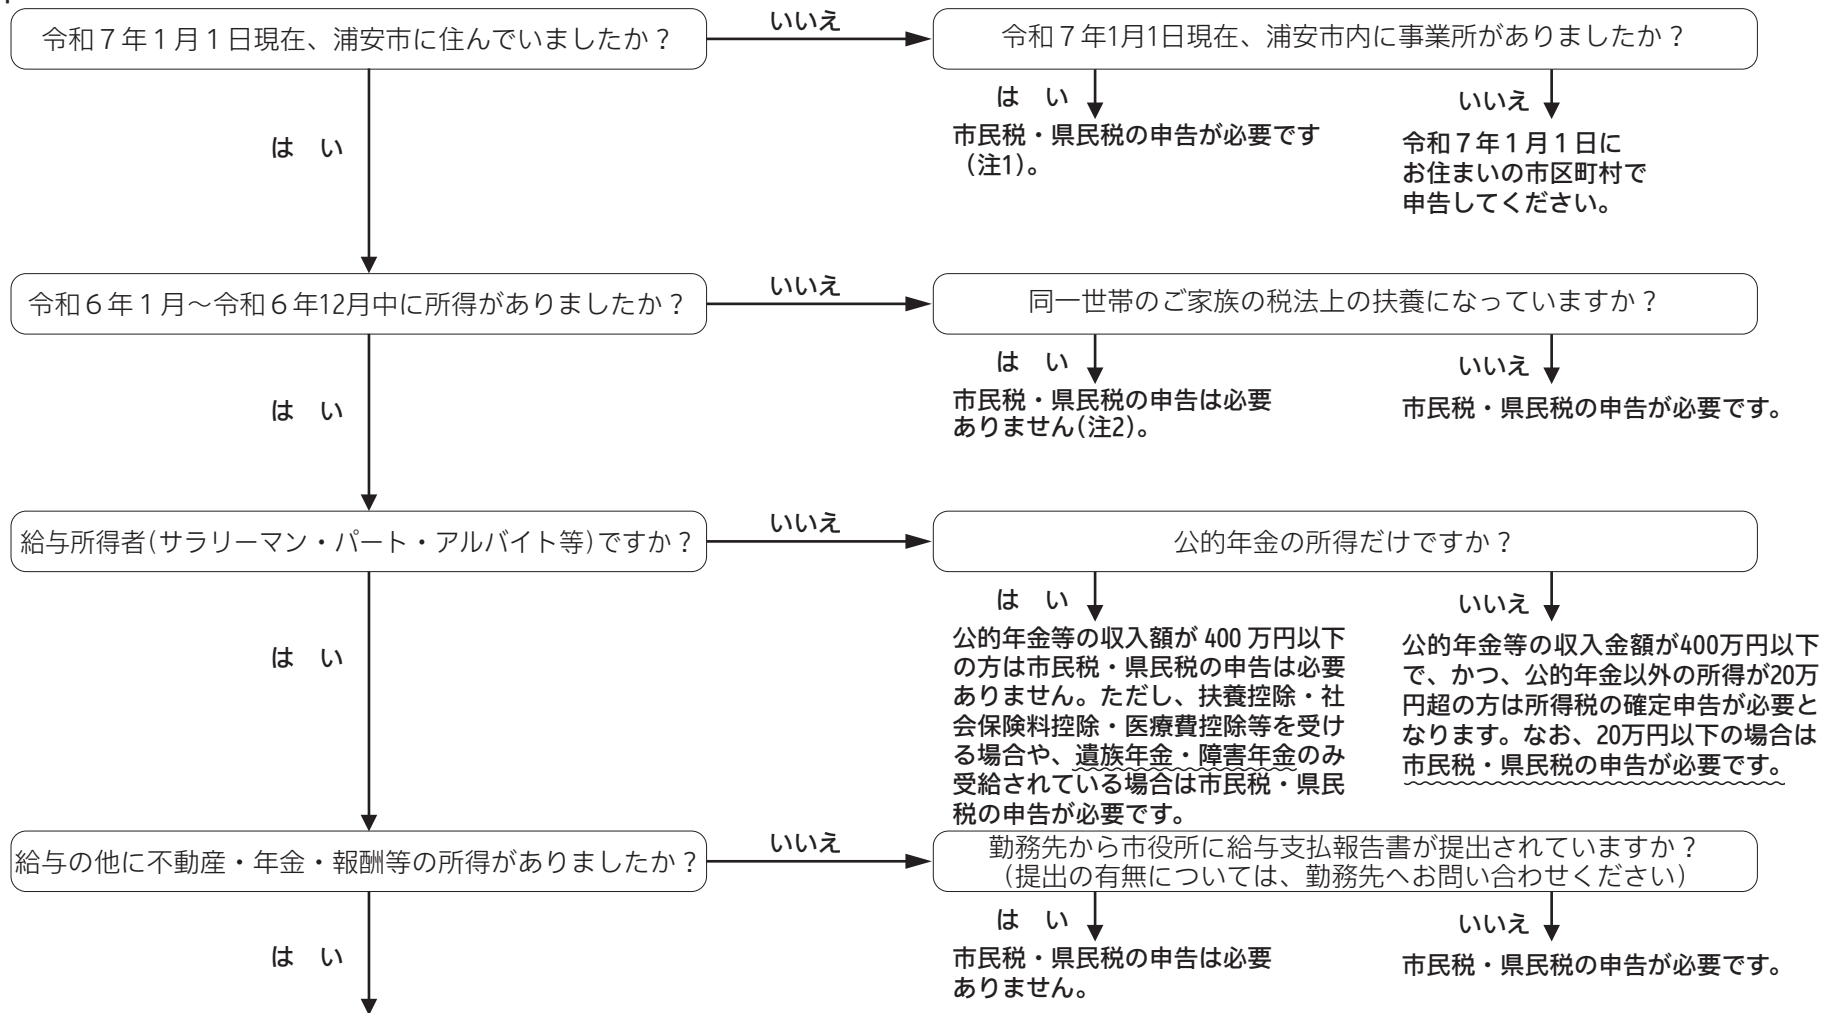 令和７年１月１日現在、浦安市に住んでいましたか？
いいえ
令和７年1月1日現在、浦安市内に事業所がありましたか？
は　い
は　い
市民税・県民税の申告が必要です
（注1）。
いいえ
令和７年１月１日に
お住まいの市区町村で
申告してください。
令和６年１月～令和６年12月中に所得がありましたか？
いいえ
同一世帯のご家族の税法上の扶養になっていますか？
は　い
は　い
市民税・県民税の申告は必要
ありません(注2)。
いいえ
市民税・県民税の申告が必要です。
給与所得者(サラリーマン・パート・アルバイト等)ですか？
いいえ
公的年金の所得だけですか？
は　い
は　い
公的年金等の収入額が 400 万円以下
の方は市民税・県民税の申告は必要
ありません。ただし、扶養控除・社
会保険料控除・医療費控除等を受け
る場合や、遺族年金・障害年金のみ
受給されている場合は市民税・県民
税の申告が必要です。
いいえ
公的年金等の収入金額が400万円以下
で、かつ、公的年金以外の所得が20万
円超の方は所得税の確定申告が必要と
なります。なお、20万円以下の場合は
市民税・県民税の申告が必要です。
給与の他に不動産・年金・報酬等の所得がありましたか？
いいえ
勤務先から市役所に給与支払報告書が提出されていますか？
（提出の有無については、勤務先へお問い合わせください）
は　い
は　い
市民税・県民税の申告は必要
ありません。
いいえ
市民税・県民税の申告が必要です。